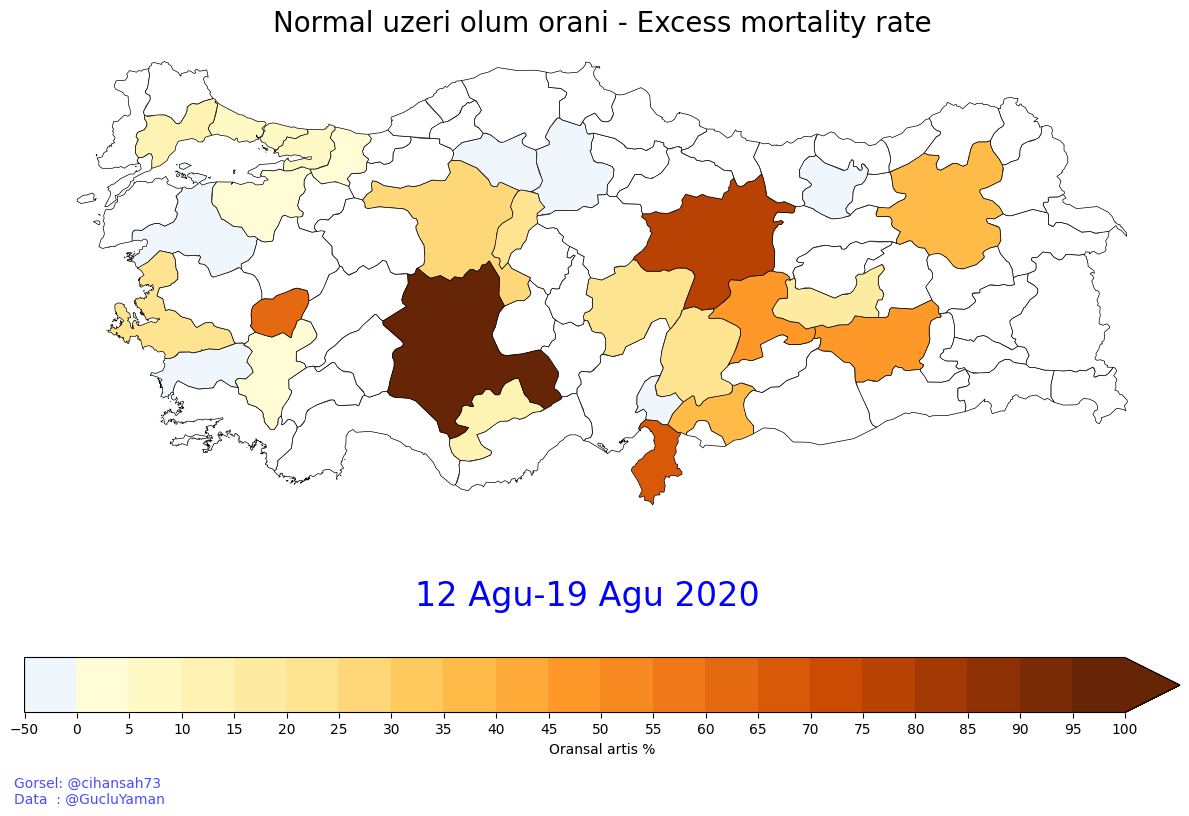 Normal uzeri olum orani - Excess mortality rate
12 Agu-19 Agu 2020
−50 0 5 10 15 20 25 30 35 40 45 50 55 60 65 70 75 80 85 90 95 100
Oransal artis %
Gorsel: @cihansah73
Data : @GucluYaman